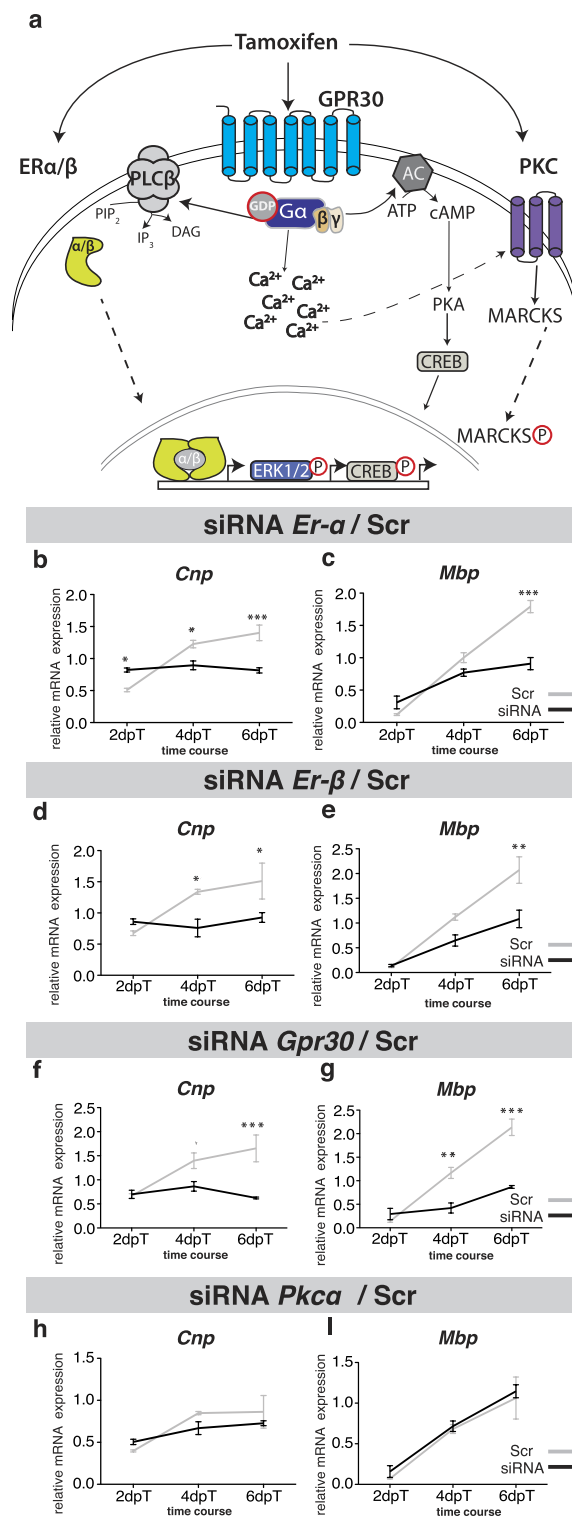 a
Tamoxifen
GPR30
ERα/β
PKC
PLCβ
AC
GDP
Gα
β
γ
PIP2
ATP
cAMP
IP3
DAG
α/β
Ca2+ Ca2+
Ca2+ Ca2+
Ca2+ Ca2+
PKA
MARCKS
CREB
MARCKS P
α/β
ERK1/2 P
CREB P
siRNA Er-α / Scr
b
Cnp
relative mRNA expression
2.0
1.5
1.0
0.5
0
*
*
***
2dpT 4dpT 6dpT
time course
c
Mbp
relative mRNA expression
2.0
1.5
1.0
0.5
0
***
Scr
siRNA
2dpT 4dpT 6dpT
time course
siRNA Er-β / Scr
d
Cnp
relative mRNA expression
2.0
1.5
1.0
0.5
0.0
*
*
2dpT 4dpT 6dpT
time course
e
Mbp
relative mRNA expression
2.5
2.0
1.5
1.0
0.5
0
**
Scr
siRNA
2dpT 4dpT 6dpT
time course
siRNA Gpr30 / Scr
f
Cnp
relative mRNA expression
2.5
2.0
1.5
1.0
0.5
0.0
***
2dpT 4dpT 6dpT
time course
g
Mbp
relative mRNA expression
2.5
2.0
1.5
1.0
0.5
0
**
***
Scr
siRNA
2dpT 4dpT 6dpT
time course
siRNA Pkcα / Scr
h
Cnp
relative mRNA expression
1.5
1.0
0.5
0
2dpT 4dpT 6dpT
time course
I
Mbp
relative mRNA expression
1.5
1.0
0.5
0.0
Scr
siRNA
2dpT 4dpT 6dpT
time course